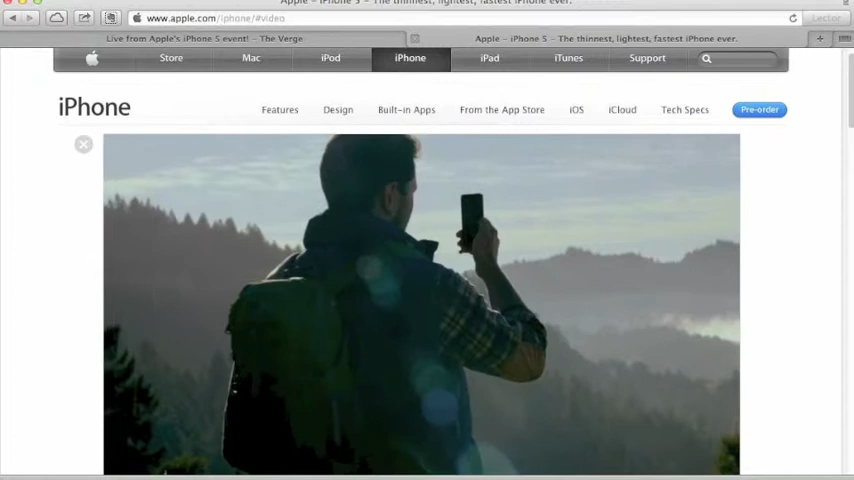 Apple – iPhone 5 – The thinnest, lightest, fastest iPhone ever.
www.apple.com/iphone/#video
Lector
Live from Apple's iPhone 5 event! – The Verge
Apple – iPhone 5 – The thinnest, lightest, fastest iPhone ever.
Store Mac iPod iPhone iPad iTunes Support
iPhone
Features Design Built-in Apps From the App Store iOS iCloud Tech Specs Pre-order